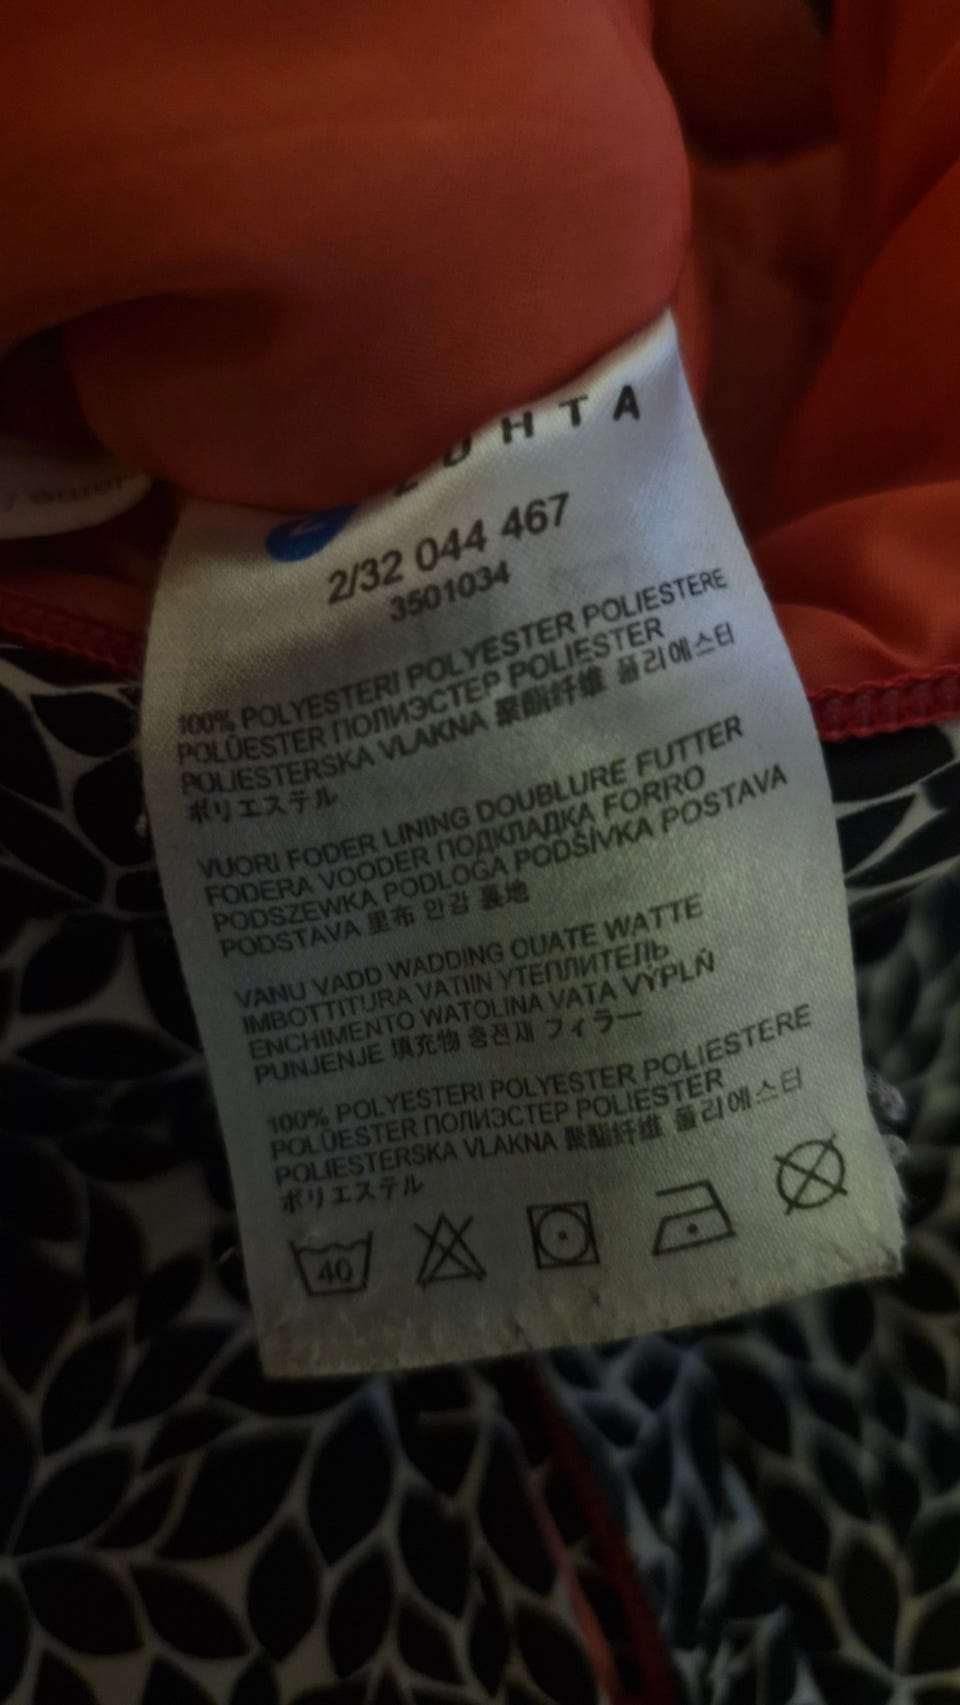 U H T A
2/32 044 467
3501034
100% POLYESTERI POLYESTER POLIESTERE
POLÜESTER ПОЛИЭСТЕР POLIESTER
POLIESTERSKA VLAKNA 聚酯纤维 폴리에스터
ポリエステル
VUORI FODER LINING DOUBLURE FUTTER
FODERA VOODER ПОДКЛАДКА FORRO
PODSZEWKA PODLOGA PODŠÍVKA POSTAVA
PODSTAVA 里布 안감 裏地
VANU VADD WADDING OUATE WATTE
IMBOTTITURA VATIIN УТЕПЛИТЕЛЬ
ENCHIMENTO WATOLINA VATA VÝPLŇ
PUNJENJE 填充物 충전재 フィラー
100% POLYESTERI POLYESTER POLIESTERE
POLÜESTER ПОЛИЭСТЕР POLIESTER
POLIESTERSKA VLAKNA 聚酯纤维 폴리에스터
ポリエステル
40